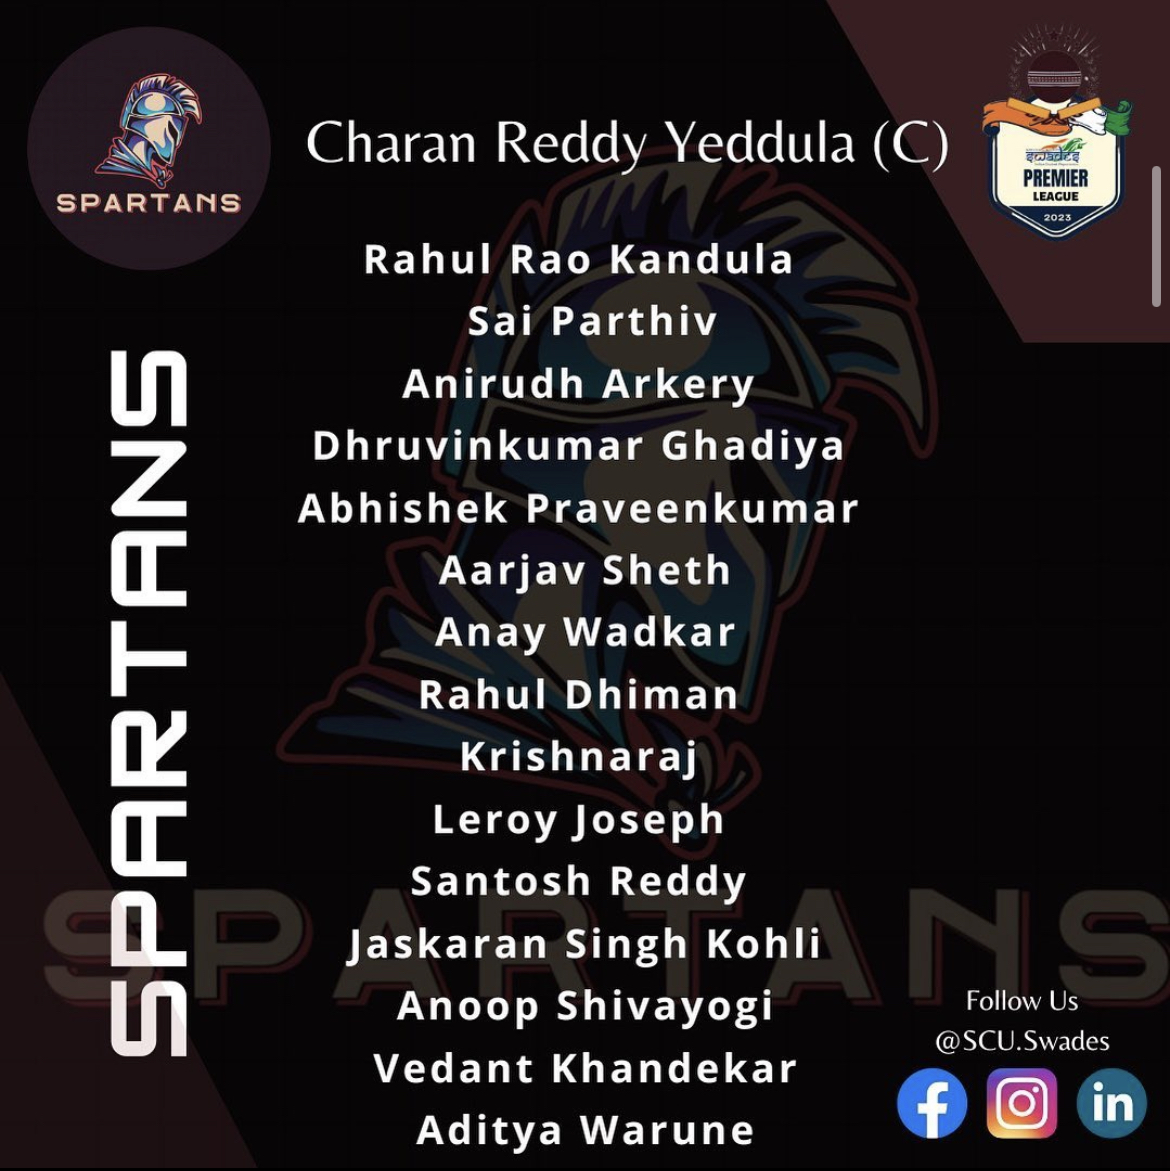 SPARTANS
Charan Reddy Yeddula (C)
swades
PREMIER
LEAGUE
2023
SPARTANS
Rahul Rao Kandula
Sai Parthiv
Anirudh Arkery
Dhruvinkumar Ghadiya
Abhishek Praveenkumar
Aarjav Sheth
Anay Wadkar
Rahul Dhiman
Krishnaraj
Leroy Joseph
Santosh Reddy
Jaskaran Singh Kohli
Anoop Shivayogi
Vedant Khandekar
Aditya Warune
SPARTANS
Follow Us
@SCU.Swades
f
in